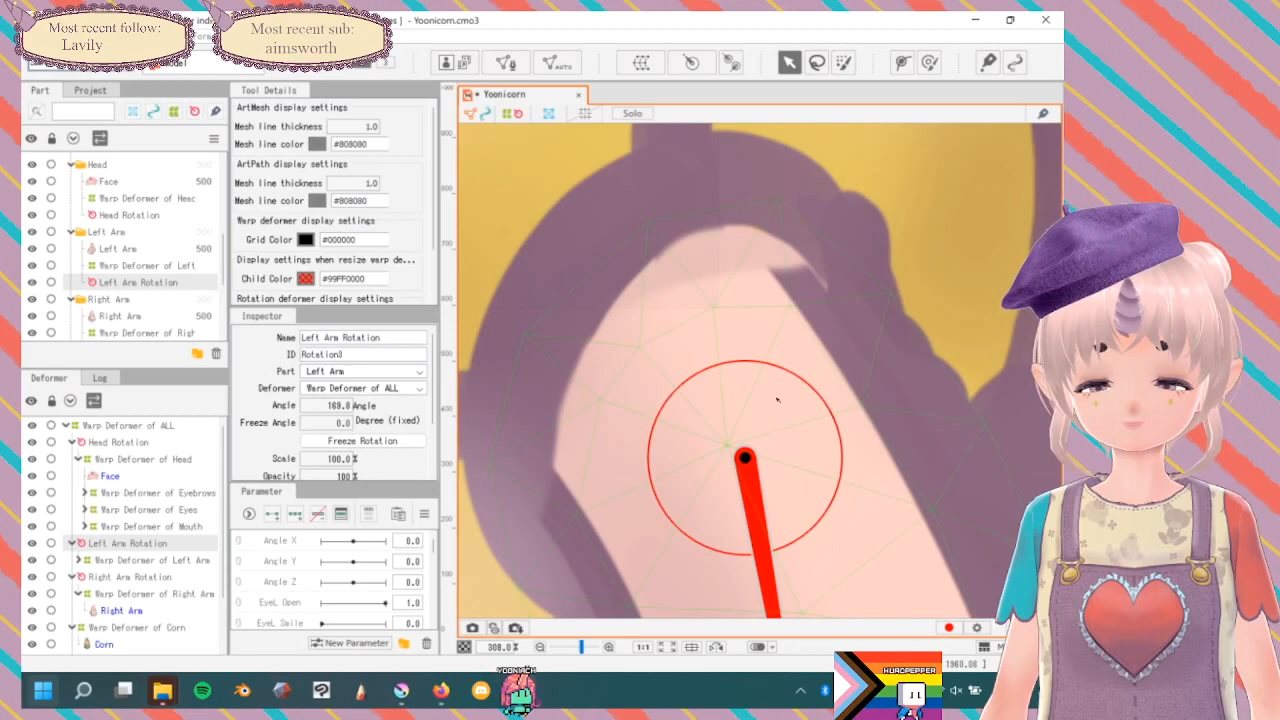 Most recent follow:
Lavily
Most recent sub:
aimsworth
] - Yoonicorn.cmo3
AUTO
Part
Project
Tool Details
* Yoonicorn
Solo
ArtMesh display settings
Mesh line thickness
1.0
Mesh line color
#808080
ArtPath display settings
Mesh line thickness
1.0
Mesh line color
#808080
Warp deformer display settings
Grid Color
#000000
Display settings when resize warp de...
Child Color
#99FF0000
Rotation deformer display settings
Head
Face
500
Warp Deformer of Head
Head Rotation
Left Arm
Left Arm
500
Warp Deformer of Left
Left Arm Rotation
Right Arm
Right Arm
500
Warp Deformer of Righ
Inspector
Name
Left Arm Rotation
ID
Rotation3
Part
Left Arm
Deformer
Warp Deformer of ALL
Angle
169.8
Angle
Freeze Angle
0.0
Degree (fixed)
Freeze Rotation
Scale
100.0
%
Opacity
100
%
Deformer
Log
Warp Deformer of ALL
Head Rotation
Warp Deformer of Head
Face
Warp Deformer of Eyebrows
Warp Deformer of Eyes
Warp Deformer of Mouth
Left Arm Rotation
Warp Deformer of Left Arm
Right Arm Rotation
Warp Deformer of Right Arm
Right Arm
Warp Deformer of Corn
Corn
Parameter
Angle X
0.0
Angle Y
0.0
Angle Z
0.0
EyeL Open
1.0
EyeL Smile
0.0
New Parameter
308.0
%
1:1
1960.06 ]
YOONIACH
HUAOPEPPER